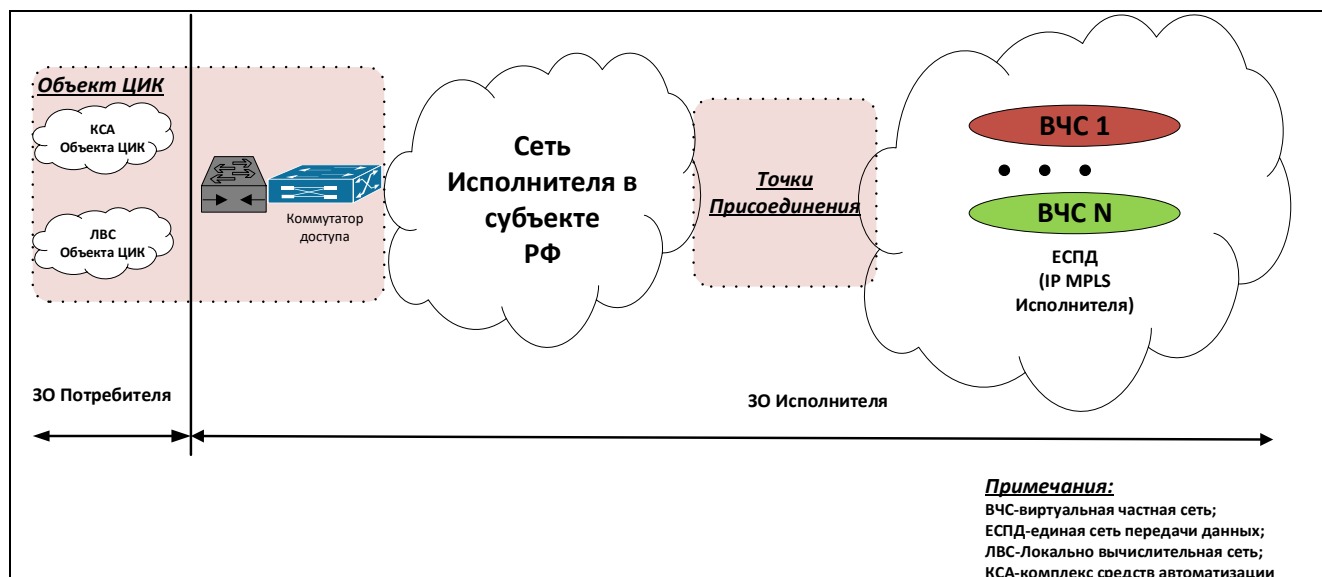 Объект ЦИК
КСА
Объекта ЦИК
ЛВС
Объекта ЦИК
Коммутатор
доступа
Сеть
Исполнителя в
субъекте
РФ
Точки
Присоединения
ВЧС 1
ВЧС N
ЕСПД
(IP MPLS
Исполнителя)
ЗО Потребителя
ЗО Исполнителя
Примечания:
ВЧС-виртуальная частная сеть;
ЕСПД-единая сеть передачи данных;
ЛВС-Локально вычислительная сеть;
КСА-комплекс средств автоматизации